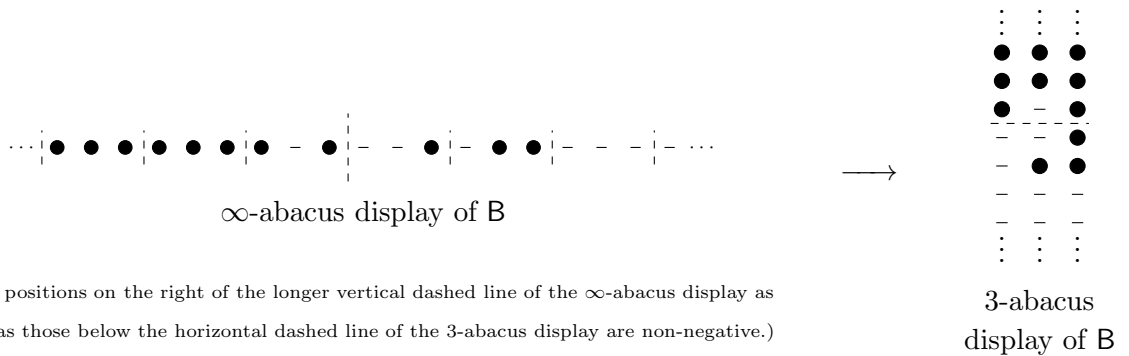 ∞-abacus display of B
positions on the right of the longer vertical dashed line of the ∞-abacus display as
as those below the horizontal dashed line of the 3-abacus display are non-negative.)
3-abacus
display of B